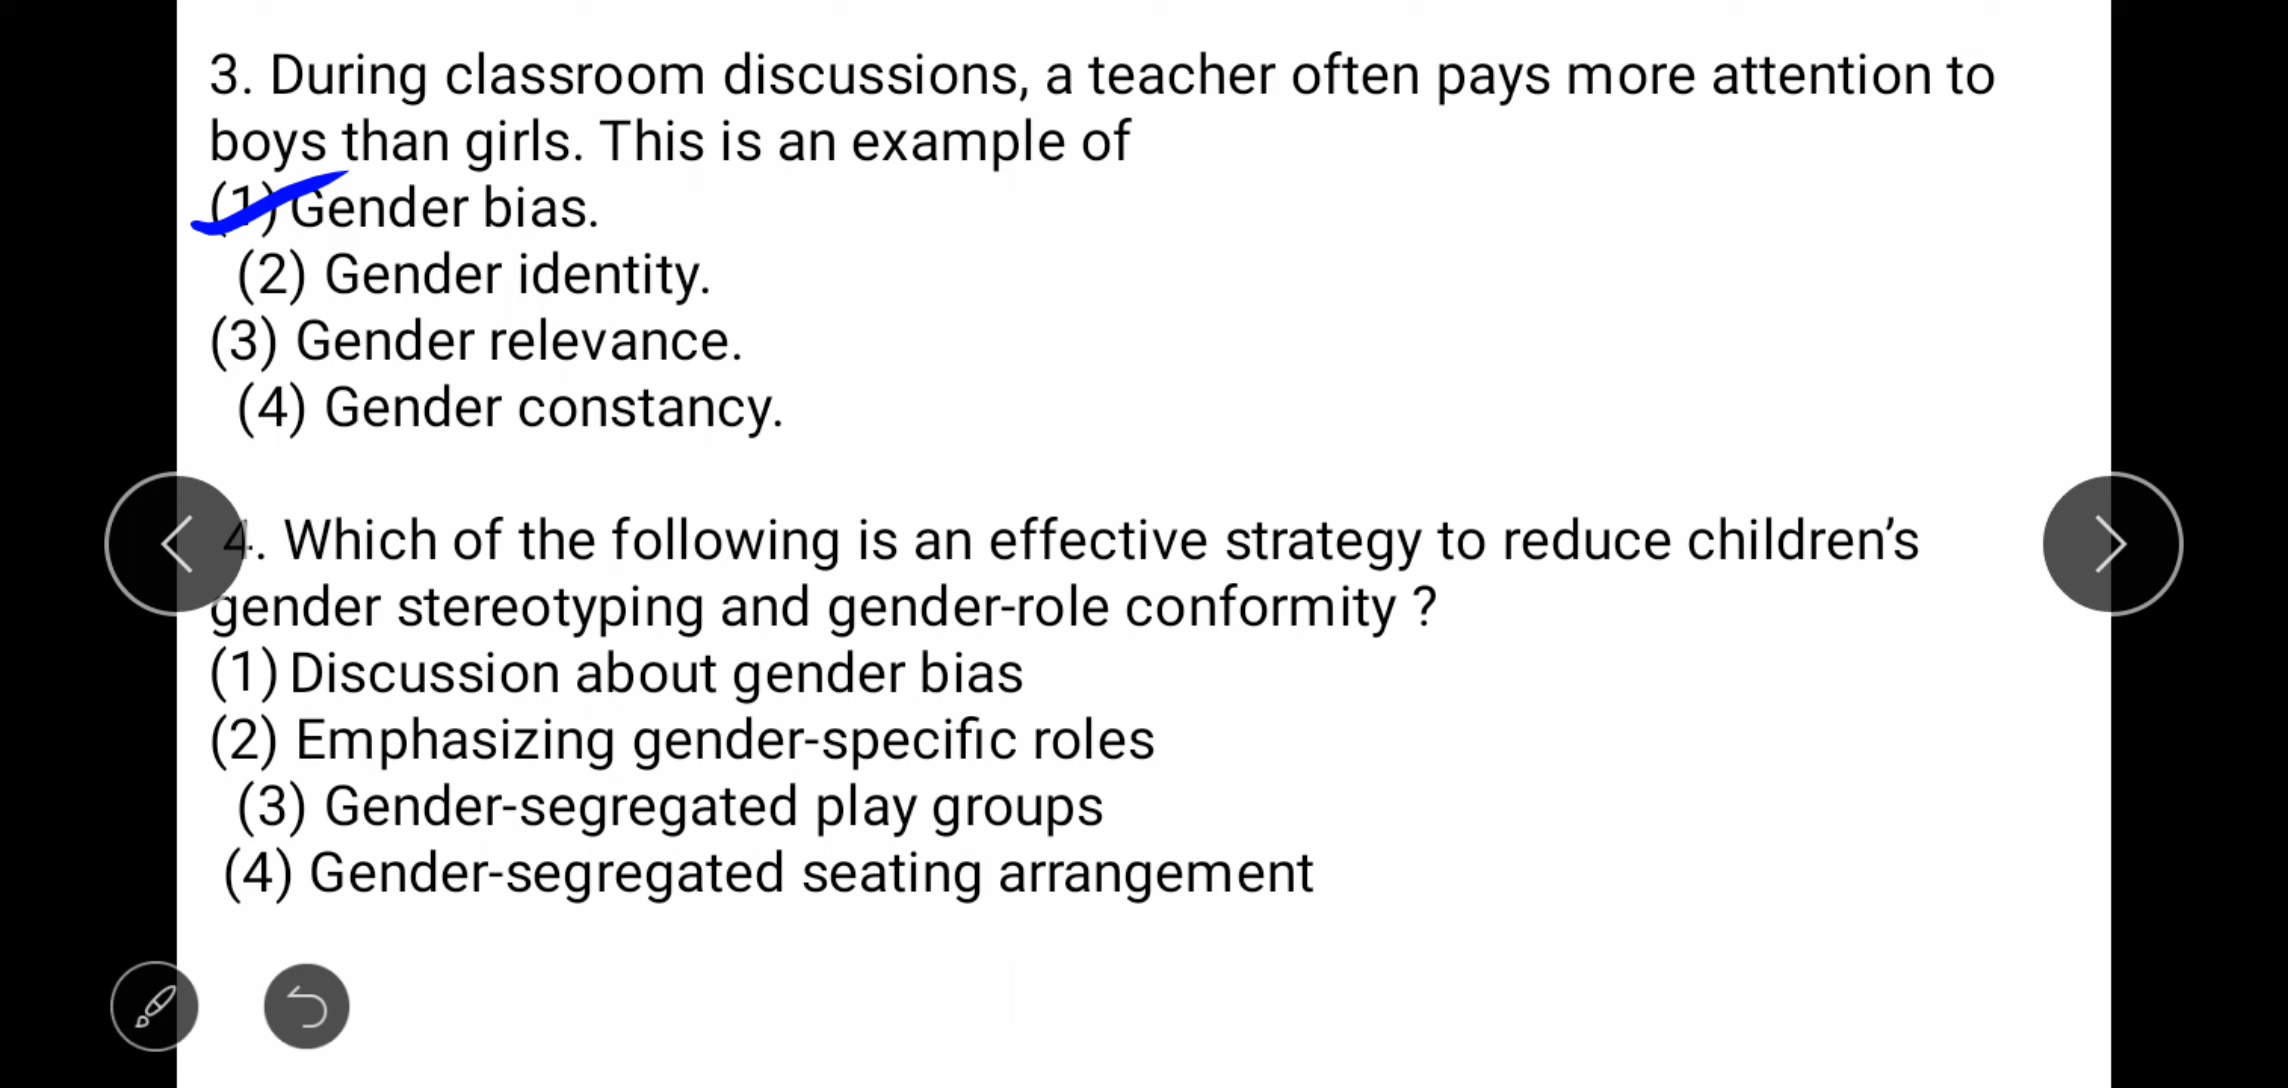 3. During classroom discussions, a teacher often pays more attention to
boys than girls. This is an example of
(1) Gender bias.
(2) Gender identity.
(3) Gender relevance.
(4) Gender constancy.
4. Which of the following is an effective strategy to reduce children’s
gender stereotyping and gender-role conformity ?
(1) Discussion about gender bias
(2) Emphasizing gender-specific roles
(3) Gender-segregated play groups
(4) Gender-segregated seating arrangement